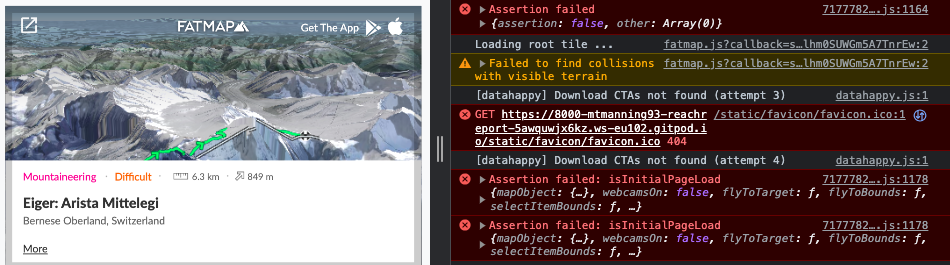 FATMAP
Get The App
Mountaineering · Difficult · 6.3 km · 849 m
Eiger: Arista Mittelegi
Bernese Oberland, Switzerland
More
Assertion failed 7177782….js:1164
{assertion: false, other: Array(0)}
Loading root tile ... fatmap.js?callback=s…lhm0SUWGm5A7TnrEw:2
Failed to find collisions fatmap.js?callback=s…lhm0SUWGm5A7TnrEw:2
with visible terrain
[datahappy] Download CTAs not found (attempt 3) datahappy.js:1
GET https://8000-mtmanning93-reachr /static/favicon/favicon.ico:1
eport-5awquwjx6kz.ws-eu102.gitpod.i
o/static/favicon/favicon.ico 404
[datahappy] Download CTAs not found (attempt 4) datahappy.js:1
Assertion failed: isInitialPageLoad 7177782….js:1178
{mapObject: {…}, webcamsOn: false, flyToTarget: ƒ, flyToBounds: ƒ,
selectItemBounds: ƒ, …}
Assertion failed: isInitialPageLoad 7177782….js:1178
{mapObject: {…}, webcamsOn: false, flyToTarget: ƒ, flyToBounds: ƒ,
selectItemBounds: ƒ, …}